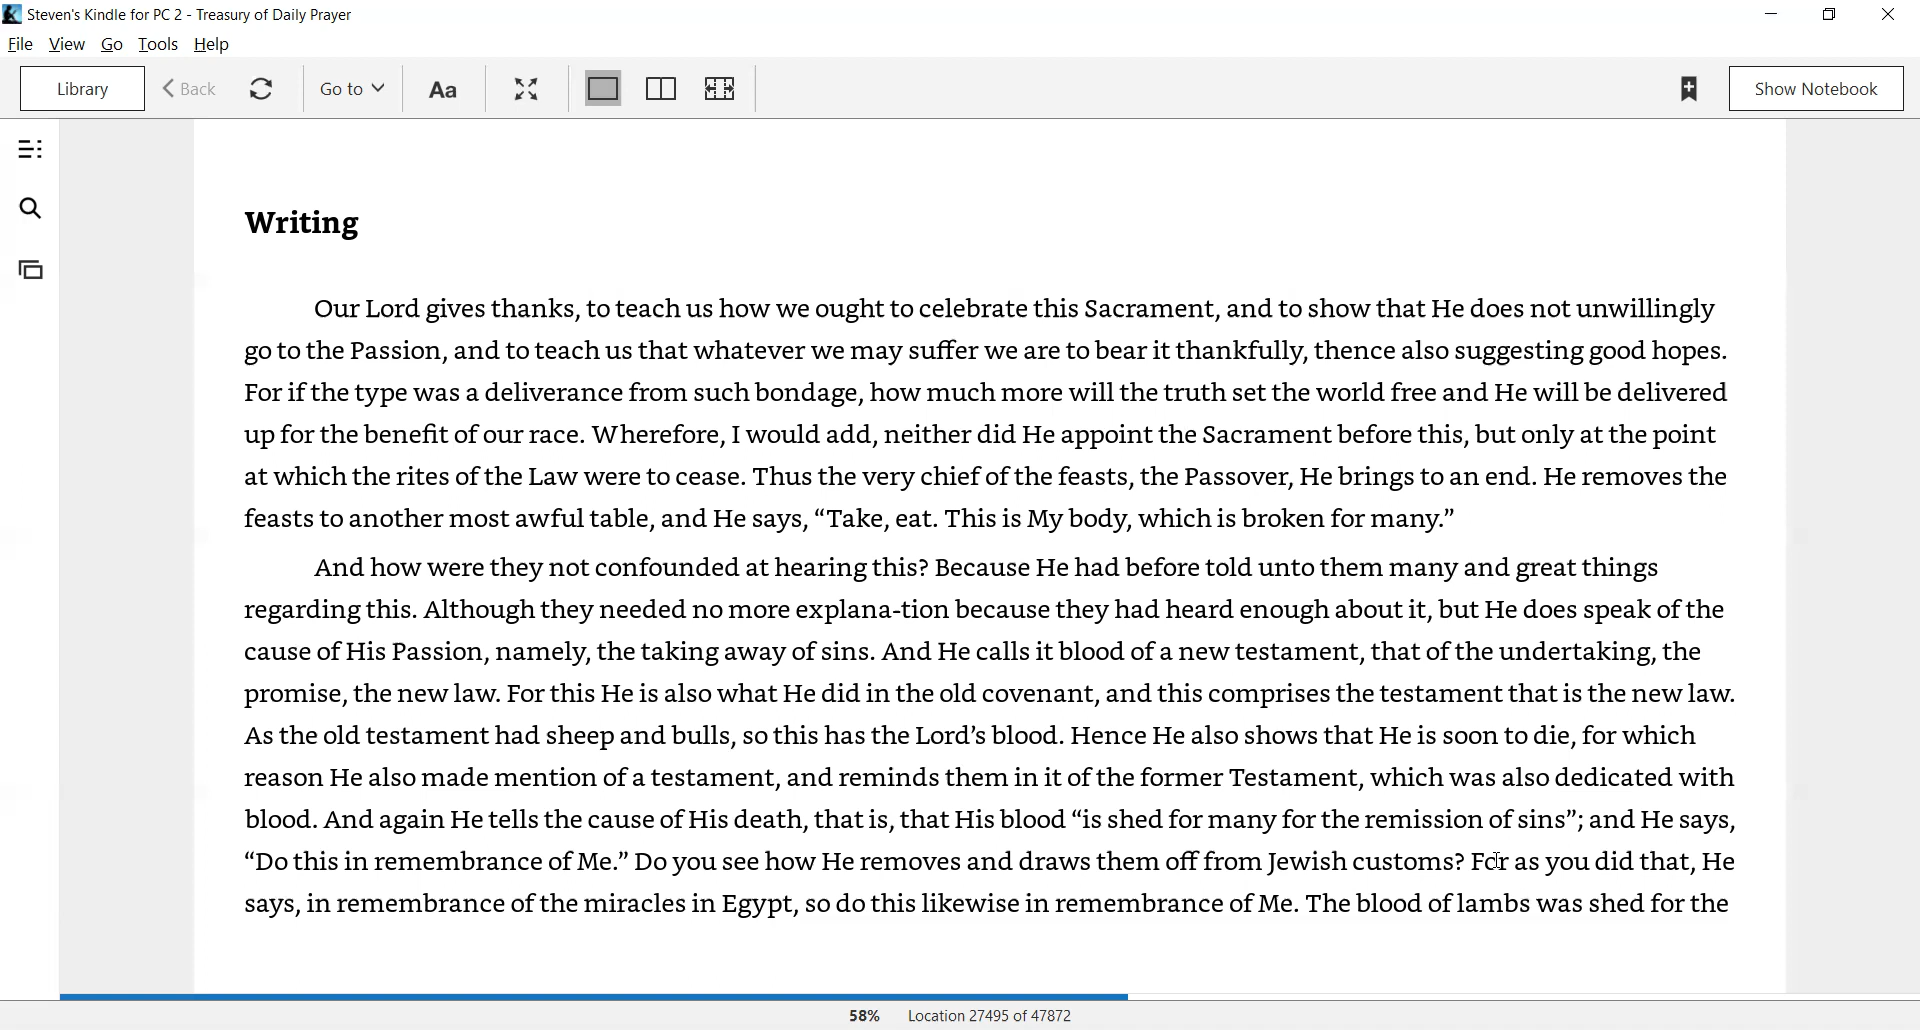 Steven's Kindle for PC 2 - Treasury of Daily Prayer
File View Go Tools Help
Library Back Go to Aa Show Notebook
Writing
Our Lord gives thanks, to teach us how we ought to celebrate this Sacrament, and to show that He does not unwillingly
go to the Passion, and to teach us that whatever we may suffer we are to bear it thankfully, thence also suggesting good hopes.
For if the type was a deliverance from such bondage, how much more will the truth set the world free and He will be delivered
up for the benefit of our race. Wherefore, I would add, neither did He appoint the Sacrament before this, but only at the point
at which the rites of the Law were to cease. Thus the very chief of the feasts, the Passover, He brings to an end. He removes the
feasts to another most awful table, and He says, “Take, eat. This is My body, which is broken for many.”
And how were they not confounded at hearing this? Because He had before told unto them many and great things
regarding this. Although they needed no more explana-tion because they had heard enough about it, but He does speak of the
cause of His Passion, namely, the taking away of sins. And He calls it blood of a new testament, that of the undertaking, the
promise, the new law. For this He is also what He did in the old covenant, and this comprises the testament that is the new law.
As the old testament had sheep and bulls, so this has the Lord’s blood. Hence He also shows that He is soon to die, for which
reason He also made mention of a testament, and reminds them in it of the former Testament, which was also dedicated with
blood. And again He tells the cause of His death, that is, that His blood “is shed for many for the remission of sins”; and He says,
“Do this in remembrance of Me.” Do you see how He removes and draws them off from Jewish customs? For as you did that, He
says, in remembrance of the miracles in Egypt, so do this likewise in remembrance of Me. The blood of lambs was shed for the
58% Location 27495 of 47872